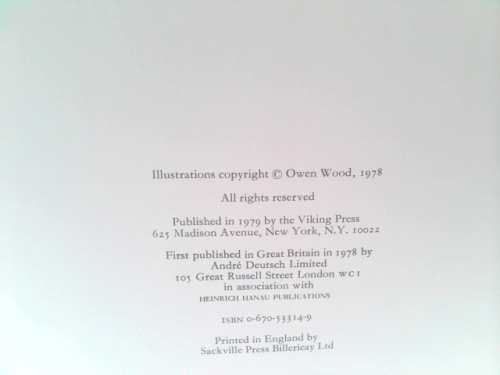 Illustrations copyright © Owen Wood, 1978
All rights reserved
Published in 1979 by the Viking Press
625 Madison Avenue, New York, N.Y. 10022
First published in Great Britain in 1978 by
André Deutsch Limited
105 Great Russell Street London WC1
in association with
HEINRICH HANAU PUBLICATIONS
ISBN 0-670-53314-9
Printed in England by
Sackville Press Billericay Ltd